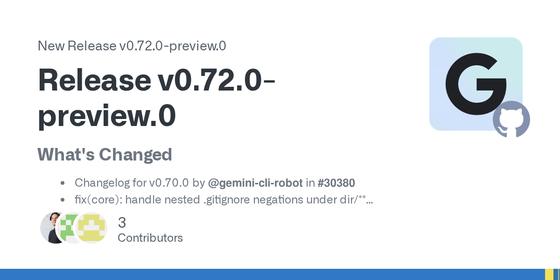 New Release v0.72.0-preview.0
Release v0.72.0-
preview.0
What's Changed
• Changelog for v0.70.0 by @gemini-cli-robot in #30380
• fix(core): handle nested .gitignore negations under dir/**...
3
Contributors
G